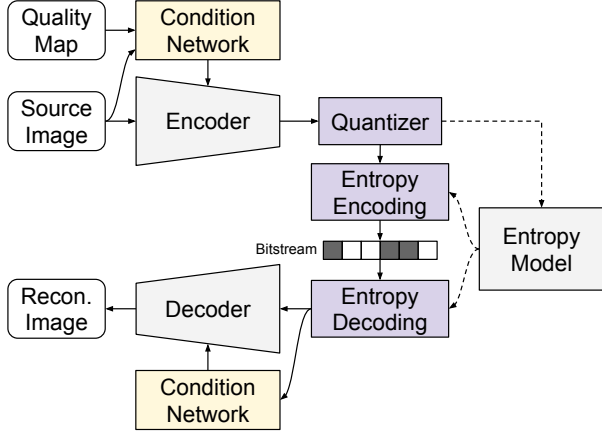 Quality
Map
Condition
Network
Source
Image
Encoder
Quantizer
Entropy
Encoding
Bitstream
Entropy
Model
Recon.
Image
Decoder
Entropy
Decoding
Condition
Network